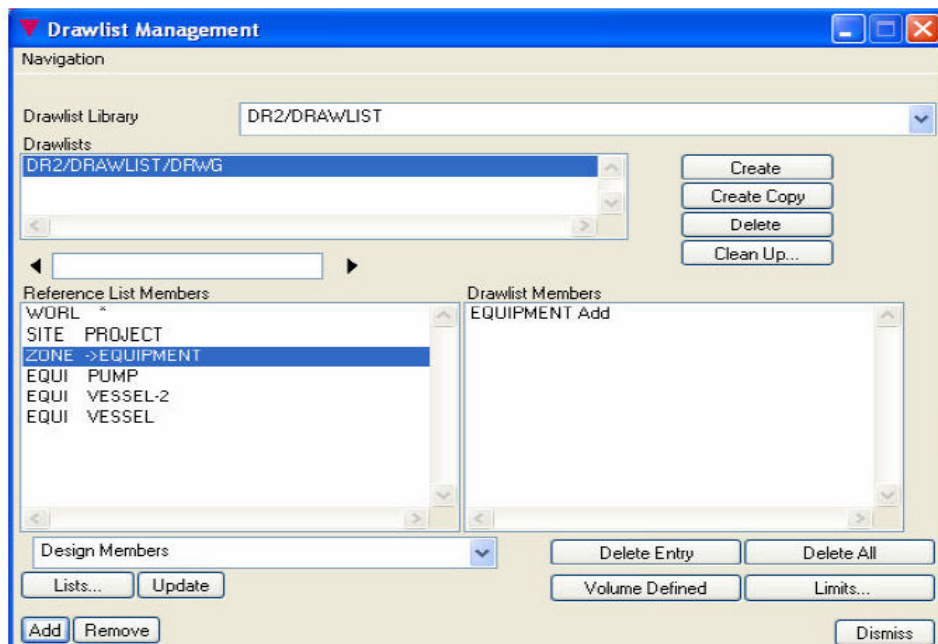 Drawlist Management
Navigation
Drawlist Library
DR2/DRAWLIST
Drawlists
DR2/DRAWLIST/DRWG
Create
Create Copy
Delete
Clean Up...
Reference List Members
WORL *
SITE PROJECT
ZONE ->EQUIPMENT
EQUI PUMP
EQUI VESSEL-2
EQUI VESSEL
Drawlist Members
EQUIPMENT Add
Design Members
Delete Entry Delete All
Lists... Update
Volume Defined Limits...
Add Remove
Dismiss